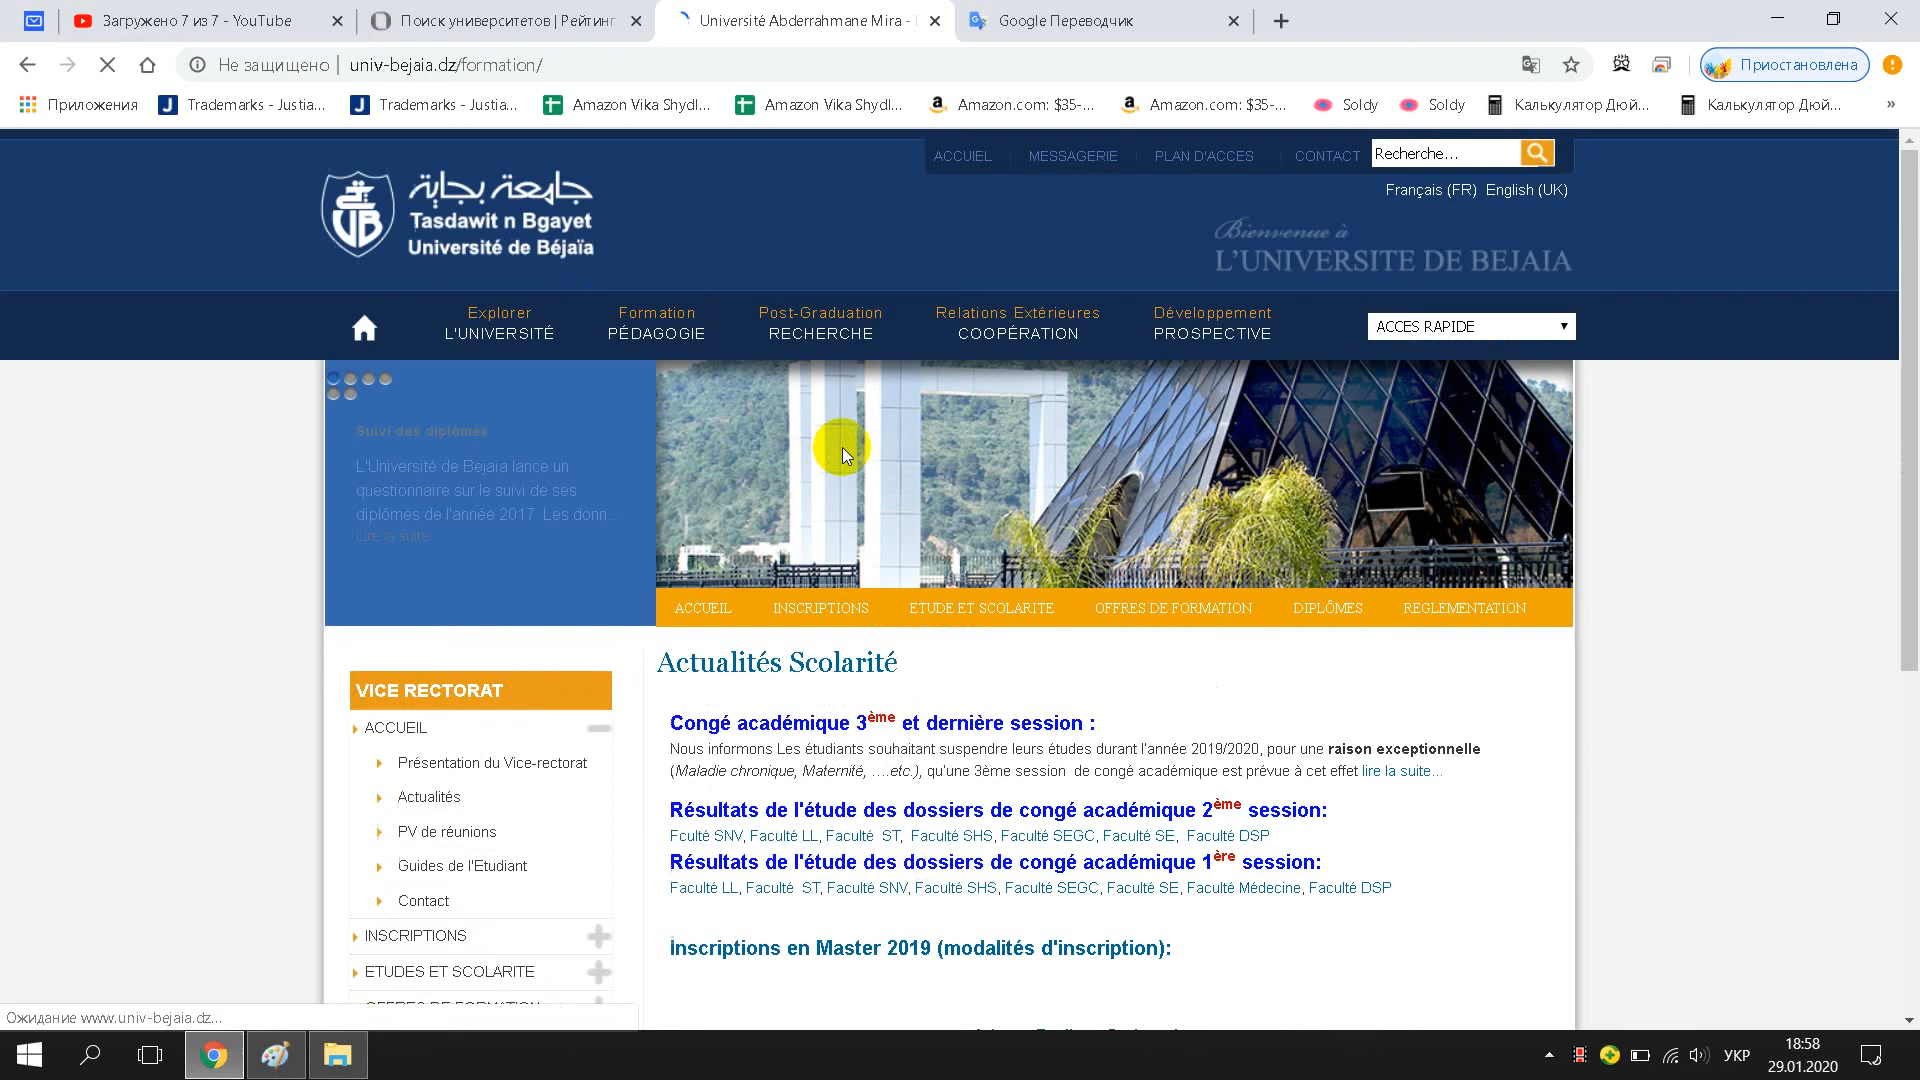 Загружено 7 из 7 - YouTube
Поиск университетов | Рейтинг
Université Abderrahmane Mira -
Google Переводчик
Не защищено | univ-bejaia.dz/formation/
Приостановлена
Приложения
Trademarks - Justia...
Trademarks - Justia...
Amazon Vika Shydl...
Amazon Vika Shydl...
Amazon.com: $35-...
Amazon.com: $35-...
Soldy
Soldy
Калькулятор Дюй...
Калькулятор Дюй...
»
ACCUIEL
MESSAGERIE
PLAN D'ACCES
CONTACT
Recherche...
Français (FR) English (UK)
جامعة بجاية
Tasdawit n Bgayet
Université de Béjaïa
UB
Bienvenue à
L'UNIVERSITE DE BEJAIA
Explorer
L'UNIVERSITÉ
Formation
PÉDAGOGIE
Post-Graduation
RECHERCHE
Relations Extérieures
COOPÉRATION
Développement
PROSPECTIVE
ACCES RAPIDE
Suivi des diplômés
L'Université de Bejaia lance un
questionnaire sur le suivi de ses
diplômés de l'année 2017 Les donn...
Lire la suite
ACCUEIL
INSCRIPTIONS
ETUDE ET SCOLARITE
OFFRES DE FORMATION
DIPLÔMES
REGLEMENTATION
VICE RECTORAT
ACCUEIL
Présentation du Vice-rectorat
Actualités
PV de réunions
Guides de l'Etudiant
Contact
INSCRIPTIONS
ETUDES ET SCOLARITE
OFFRES DE FORMATION
Actualités Scolarité
Congé académique 3ème et dernière session :
Nous informons Les étudiants souhaitant suspendre leurs études durant l'année 2019/2020, pour une raison exceptionnelle
(Maladie chronique, Maternité, ….etc.), qu'une 3ème session de congé académique est prévue à cet effet lire la suite...
Résultats de l'étude des dossiers de congé académique 2ème session:
Fculté SNV, Faculté LL, Faculté ST, Faculté SHS, Faculté SEGC, Faculté SE, Faculté DSP
Résultats de l'étude des dossiers de congé académique 1ère session:
Faculté LL, Faculté ST, Faculté SNV, Faculté SHS, Faculté SEGC, Faculté SE, Faculté Médecine, Faculté DSP
İnscriptions en Master 2019 (modalités d'inscription):
Ожидание www.univ-bejaia.dz...
УКР
18:58
29.01.2020